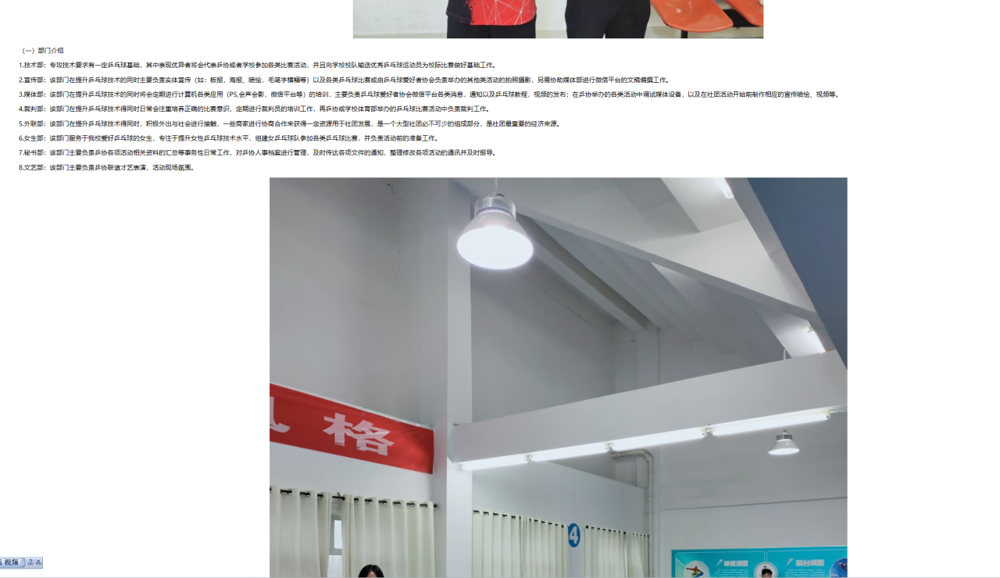 （一）部门介绍
1.技术部：专攻技术要求有一定乒乓球基础，其中表现优异者将会代表乒协或者学校参加各类比赛活动，并且向学校校队输送优秀乒乓球运动员为校际比赛做好基础工作。
2.宣传部：该部门在提升乒乓球技术的同时主要负责实体宣传（如：板报，海报、喷绘，毛笔字横幅等）以及各类乒乓球比赛或由乒乓球爱好者协会负责举办的其他类活动的拍照摄影，另需协助媒体部进行微信平台的文稿编撰工作。
3.媒体部：该部门在提升乒乓球技术的同时将会定期进行计算机各类应用（PS,会声会影，微信平台等）的培训，主要负责乒乓球爱好者协会微信平台各类消息，通知以及乒乓球教程，视频的发布；在乒协举办的各类活动中调试媒体设备，以及在社团活动开始前制作相应的宣传喷绘、视频等。
4.裁判部：该部门在提升乒乓球技术得同时日常会注重培养正确的比赛意识，定期进行裁判员的培训工作，再乒协或学校体育部举办的乒乓球比赛活动中负责裁判工作。
5.外联部：该部门在提升乒乓球技术得同时，积极外出与社会进行接触，一些商家进行协商合作来获得一定资源用于社团发展，是一个大型社团必不可少的组成部分，是社团最重要的经济来源。
6.女生部：该部门服务于我校爱好乒乓球的女生，专注于提升女性乒乓球技术水平，组建女乒乓球队参加各类乒乓球比赛，并负责活动前的准备工作。
7.秘书部：该部门主要负责乒协各项活动相关资料的汇总等事务性日常工作，对乒协人事档案进行管理，及时传达各项文件的通知，整理修改各项活动的通讯并及时报导。
8.文艺部：该部门主要负责乒协联谊才艺表演，活动现场氛围。
格
4
视频